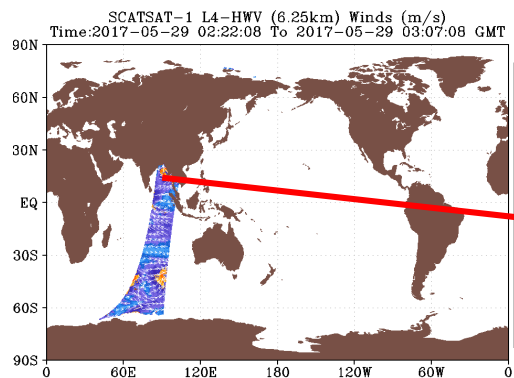 SCATSAT-1 L4-HWV (6.25km) Winds (m/s)
Time:2017-05-29 02:22:08 To 2017-05-29 03:07:08 GMT
90N
60N
30N
EQ
30S
60S
90S
0 60E 120E 180 120W 60W 0